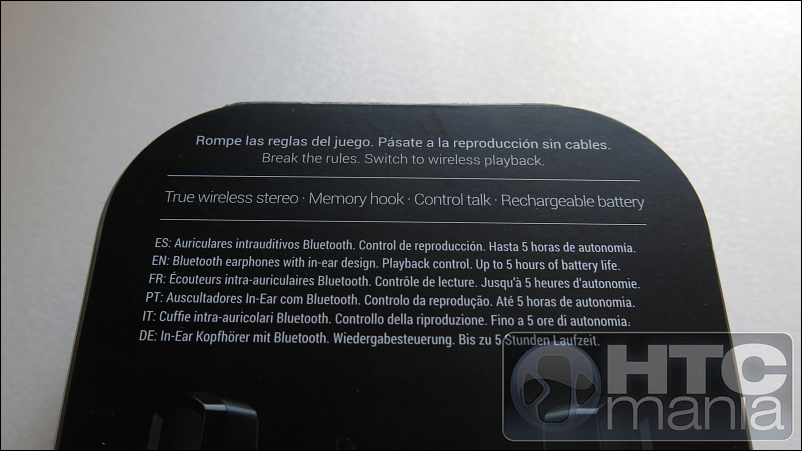 Rompe las reglas del juego. Pásate a la reproducción sin cables.
Break the rules. Switch to wireless playback.
True wireless stereo · Memory hook · Control talk · Rechargeable battery
ES: Auriculares intrauditivos Bluetooth. Control de reproducción. Hasta 5 horas de autonomía.
EN: Bluetooth earphones with in-ear design. Playback control. Up to 5 hours of battery life.
FR: Écouteurs intra-auriculaires Bluetooth. Contrôle de lecture. Jusqu'à 5 heures d'autonomie.
PT: Auscultadores In-Ear com Bluetooth. Controlo da reprodução. Até 5 horas de autonomia.
IT: Cuffie intra-auricolari Bluetooth. Controllo della riproduzione. Fino a 5 ore di autonomia.
DE: In-Ear Kopfhörer mit Bluetooth. Wiedergabesteuerung. Bis zu 5 Stunden Laufzeit.
HTC
mania